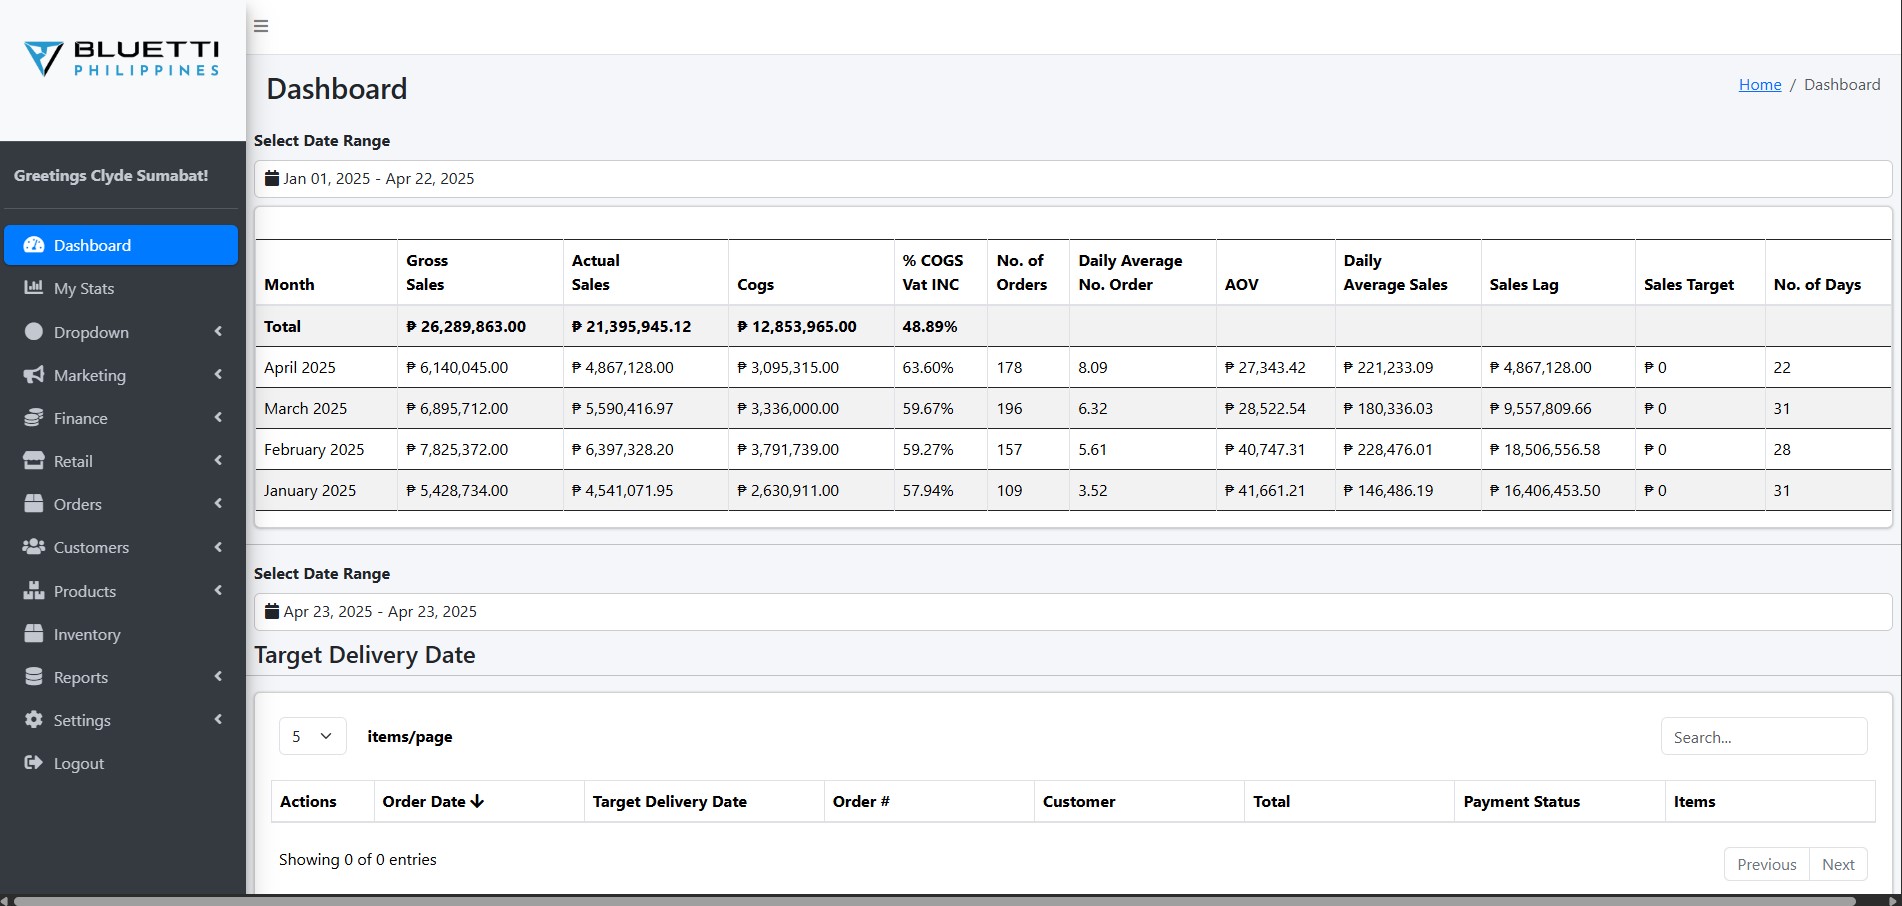 BLUETTI
PHILIPPINES
Greetings Clyde Sumabat!
Dashboard
My Stats
Dropdown
Marketing
Finance
Retail
Orders
Customers
Products
Inventory
Reports
Settings
Logout
Dashboard
Home / Dashboard
Select Date Range
Jan 01, 2025 - Apr 22, 2025
Month Gross Sales Actual Sales Cogs % COGS Vat INC No. of Orders Daily Average No. Order AOV Daily Average Sales Sales Lag Sales Target No. of Days
Total ₱ 26,289,863.00 ₱ 21,395,945.12 ₱ 12,853,965.00 48.89%
April 2025 ₱ 6,140,045.00 ₱ 4,867,128.00 ₱ 3,095,315.00 63.60% 178 8.09 ₱ 27,343.42 ₱ 221,233.09 ₱ 4,867,128.00 ₱ 0 22
March 2025 ₱ 6,895,712.00 ₱ 5,590,416.97 ₱ 3,336,000.00 59.67% 196 6.32 ₱ 28,522.54 ₱ 180,336.03 ₱ 9,557,809.66 ₱ 0 31
February 2025 ₱ 7,825,372.00 ₱ 6,397,328.20 ₱ 3,791,739.00 59.27% 157 5.61 ₱ 40,747.31 ₱ 228,476.01 ₱ 18,506,556.58 ₱ 0 28
January 2025 ₱ 5,428,734.00 ₱ 4,541,071.95 ₱ 2,630,911.00 57.94% 109 3.52 ₱ 41,661.21 ₱ 146,486.19 ₱ 16,406,453.50 ₱ 0 31
Select Date Range
Apr 23, 2025 - Apr 23, 2025
Target Delivery Date
5 items/page
Search...
Actions Order Date Target Delivery Date Order # Customer Total Payment Status Items
Showing 0 of 0 entries
Previous Next